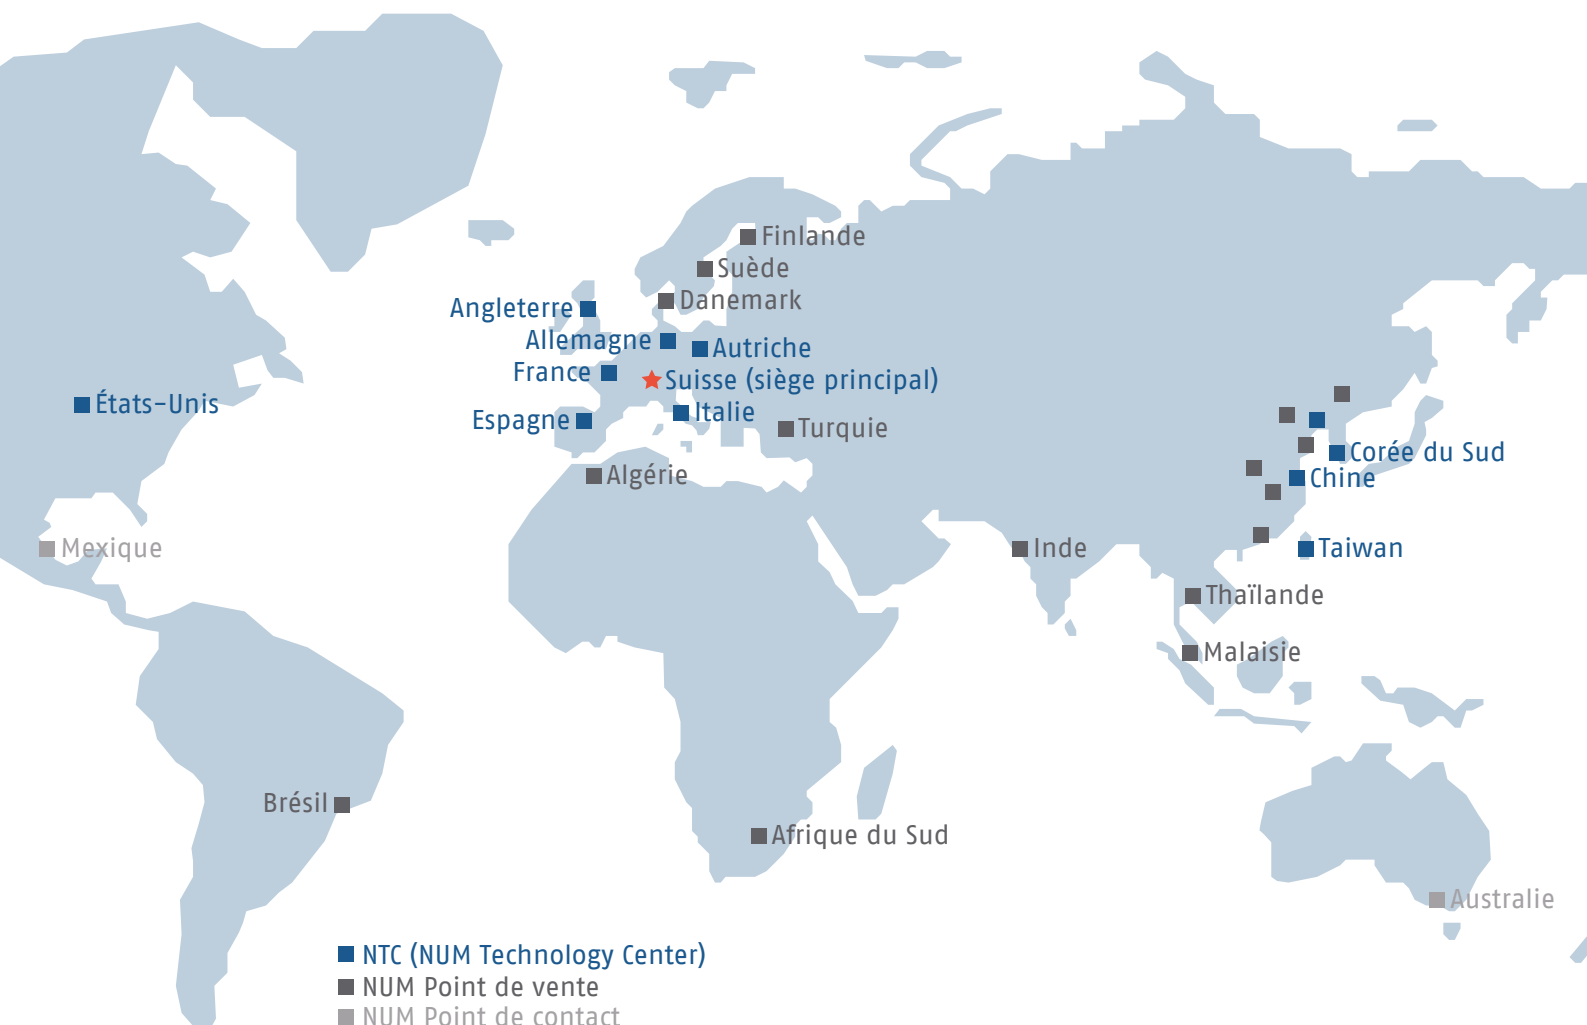 Finlande
Suède
Danemark
Angleterre
Allemagne
Autriche
France
Suisse (siège principal)
États-Unis
Italie
Espagne
Turquie
Corée du Sud
Algérie
Chine
Mexique
Inde
Taiwan
Thaïlande
Malaisie
Brésil
Afrique du Sud
Australie
NTC (NUM Technology Center)
NUM Point de vente
NUM Point de contact